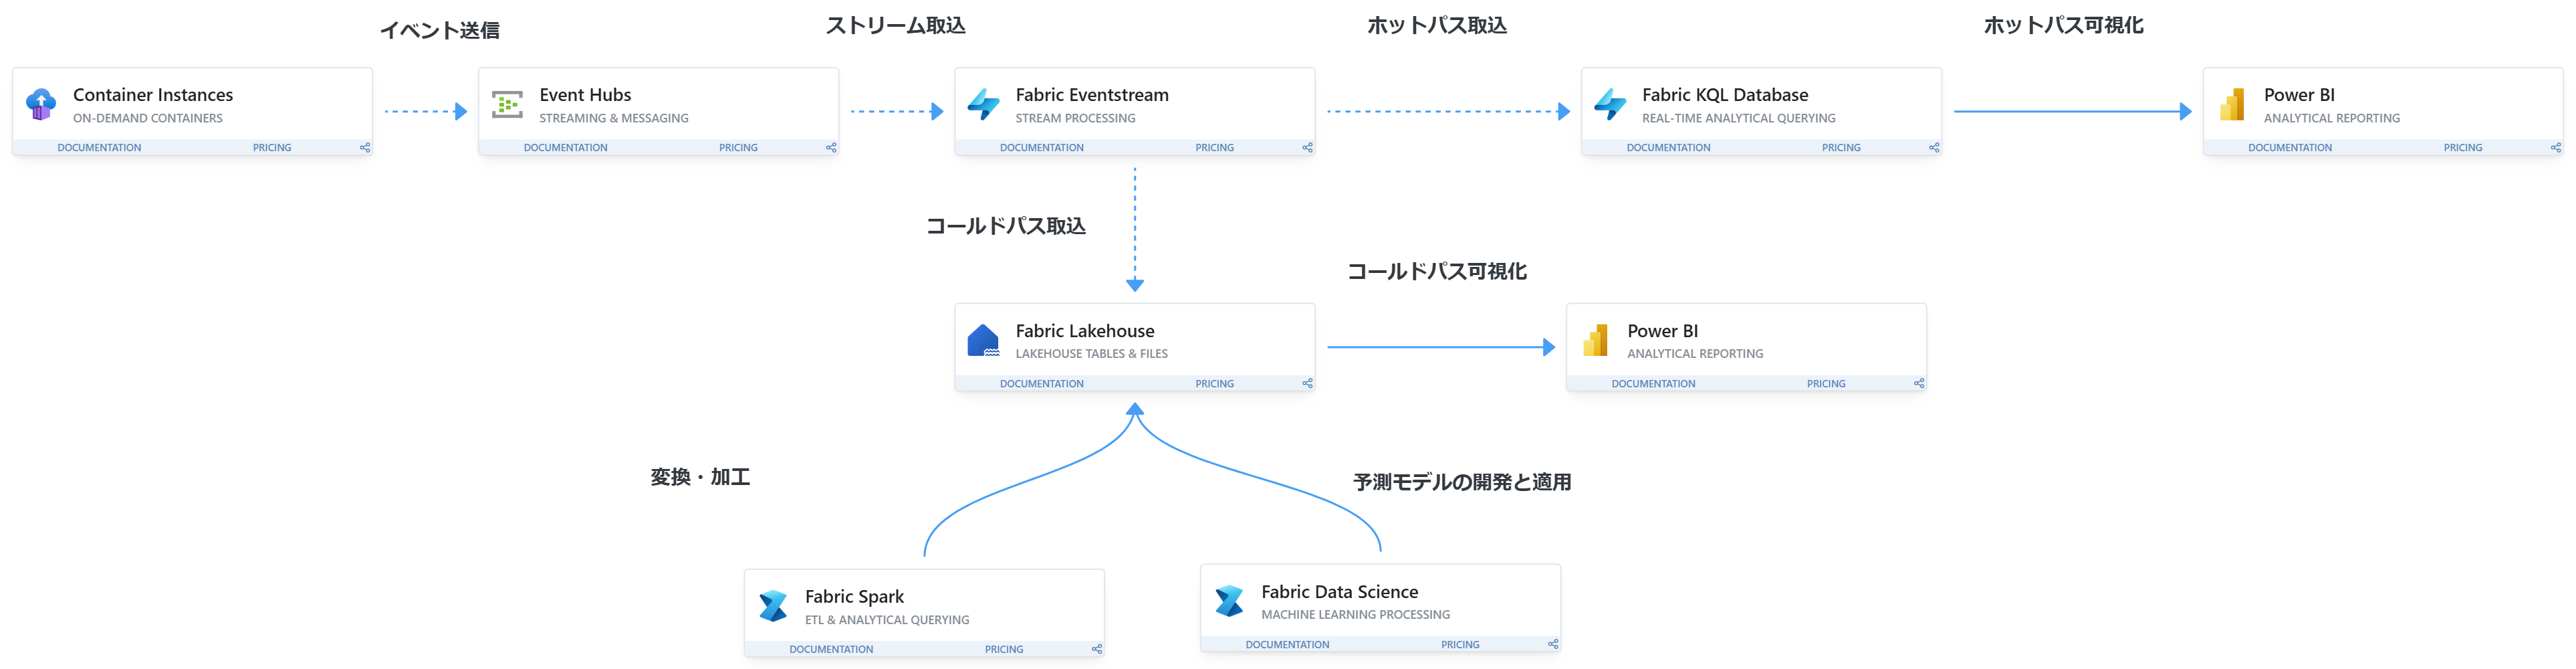 イベント送信
ストリーム取込
ホットパス取込
ホットパス可視化
Container Instances
ON-DEMAND CONTAINERS
DOCUMENTATION PRICING
Event Hubs
STREAMING & MESSAGING
DOCUMENTATION PRICING
Fabric Eventstream
STREAM PROCESSING
DOCUMENTATION PRICING
Fabric KQL Database
REAL-TIME ANALYTICAL QUERYING
DOCUMENTATION PRICING
Power BI
ANALYTICAL REPORTING
DOCUMENTATION PRICING
コールドパス取込
コールドパス可視化
Fabric Lakehouse
LAKEHOUSE TABLES & FILES
DOCUMENTATION PRICING
Power BI
ANALYTICAL REPORTING
DOCUMENTATION PRICING
変換・加工
予測モデルの開発と適用
Fabric Spark
ETL & ANALYTICAL QUERYING
DOCUMENTATION PRICING
Fabric Data Science
MACHINE LEARNING PROCESSING
DOCUMENTATION PRICING